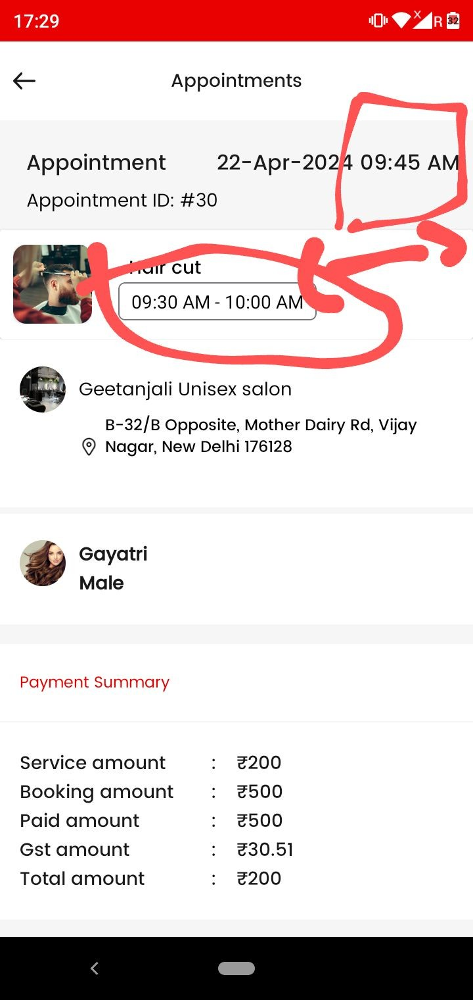 17:29
X
R
32
Appointments
Appointment 22-Apr-2024 09:45 AM
Appointment ID: #30
Hair cut
09:30 AM - 10:00 AM
Geetanjali Unisex salon
B-32/B Opposite, Mother Dairy Rd, Vijay
Nagar, New Delhi 176128
Gayatri
Male
Payment Summary
Service amount : ₹200
Booking amount : ₹500
Paid amount : ₹500
Gst amount : ₹30.51
Total amount : ₹200